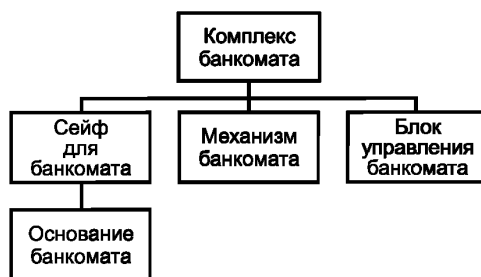 Комплекс
банкомата
Сейф
для
банкомата
Механизм
банкомата
Блок
управления
банкомата
Основание
банкомата